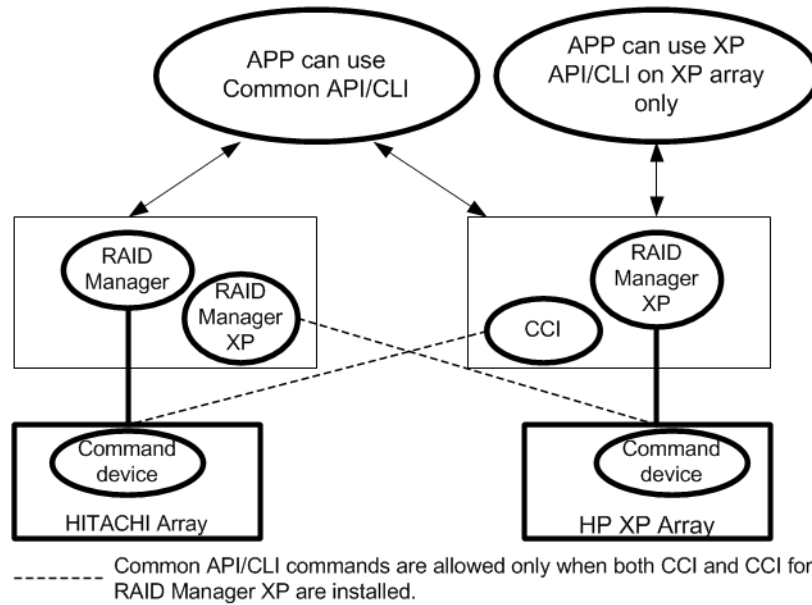 APP can use
Common API/CLI
APP can use XP
API/CLI on XP array
only
RAID
Manager
RAID
Manager
XP
CCI
RAID
Manager
XP
Command
device
HITACHI Array
Command
device
HP XP Array
Common API/CLI commands are allowed only when both CCI and CCI for
RAID Manager XP are installed.